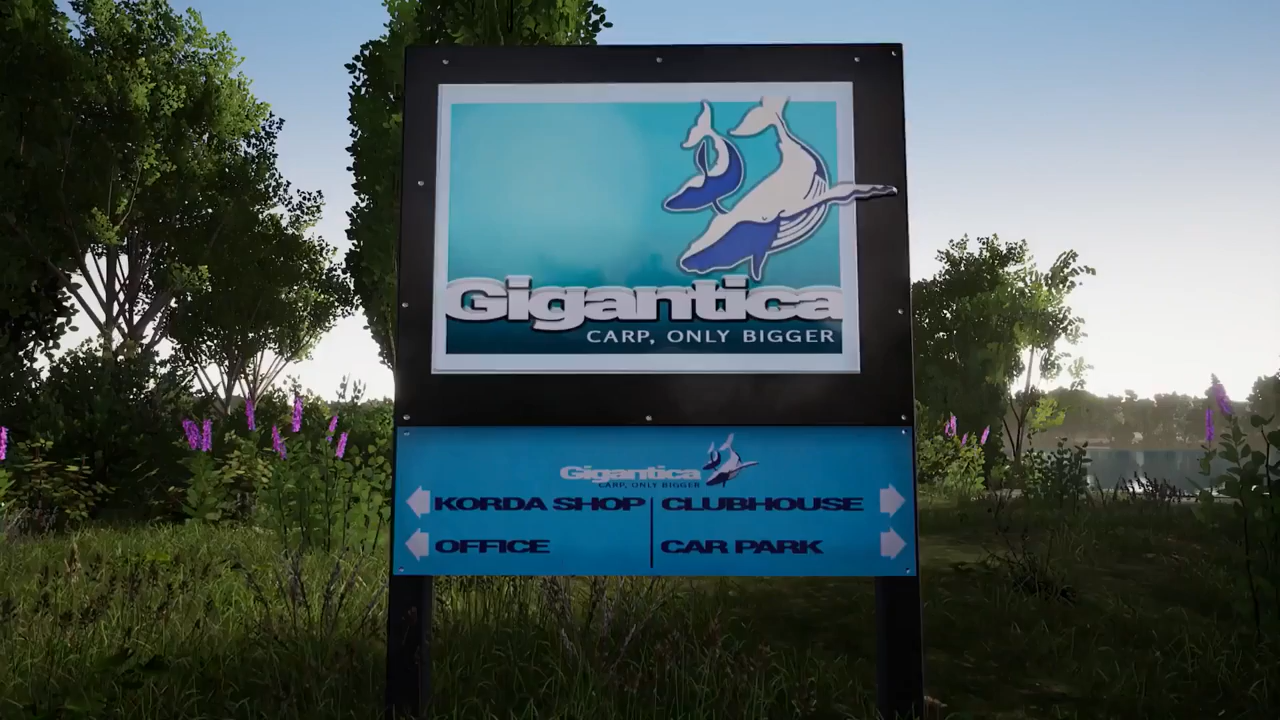 Gigantica
CARP, ONLY BIGGER
Gigantica
CARP, ONLY BIGGER
KORDA SHOP | CLUBHOUSE
OFFICE | CAR PARK